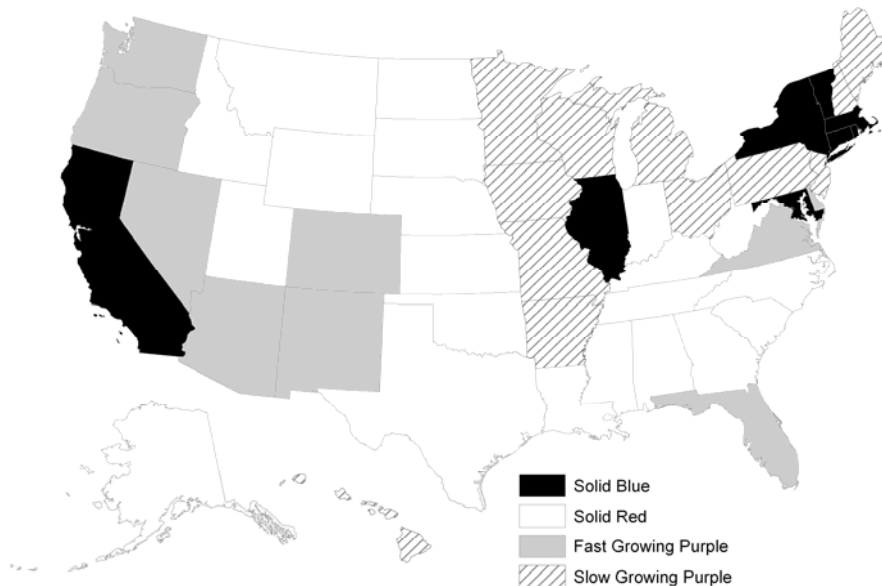 Solid Blue
Solid Red
Fast Growing Purple
Slow Growing Purple